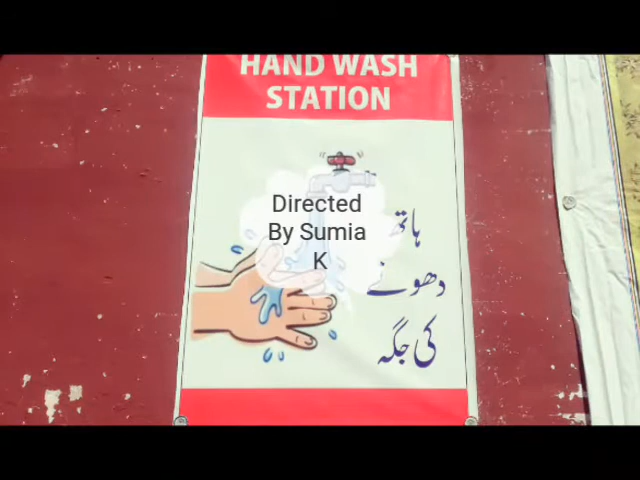 HAND WASH
STATION
Directed
By Sumia
K
ہاتھ
دھونے
کی جگہ